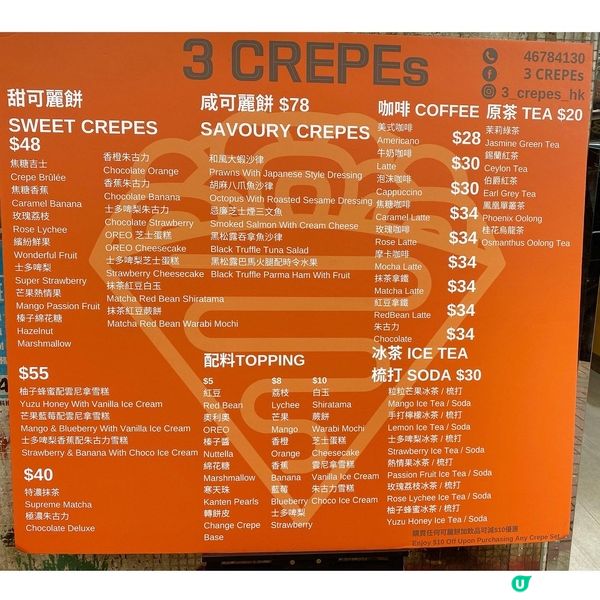 3 CREPEs
46784130
3 CREPEs
3_crepes_hk
甜可麗餅
SWEET CREPES
$48
焦糖吉士
Crepe Brûlée
焦糖香蕉
Caramel Banana
玫瑰荔枝
Rose Lychee
繽紛鮮果
Wonderful Fruit
士多啤梨
Super Strawberry
芒果熱情果
Mango Passion Fruit
榛子綿花糖
Hazelnut
Marshmallow
香橙朱古力
Chocolate Orange
香蕉朱古力
Chocolate Banana
士多啤梨朱古力
Chocolate Strawberry
OREO 芝士蛋糕
OREO Cheesecake
士多啤梨芝士蛋糕
Strawberry Cheesecake
抹茶紅豆白玉
Matcha Red Bean Shiratama
抹茶紅豆蕨餅
Matcha Red Bean Warabi Mochi
$55
柚子蜂蜜配雲尼拿雪糕
Yuzu Honey With Vanilla Ice Cream
芒果藍莓配雲尼拿雪糕
Mango & Blueberry With Vanilla Ice Cream
士多啤梨香蕉配朱古力雪糕
Strawberry & Banana With Choco Ice Cream
$40
特濃抹茶
Supreme Matcha
極濃朱古力
Chocolate Deluxe
咸可麗餅 $78
SAVOURY CREPES
和風大蝦沙律
Prawns With Japanese Style Dressing
胡麻八爪魚沙律
Octopus With Roasted Sesame Dressing
忌廉芝士煙三文魚
Smoked Salmon With Cream Cheese
黑松露吞拿魚沙律
Black Truffle Tuna Salad
黑松露巴馬火腿配時令水果
Black Truffle Parma Ham With Fruit
配料TOPPING
$5
紅豆
Red Bean
奧利奧
OREO
榛子醬
Nuttella
綿花糖
Marshmallow
寒天珠
Kanten Pearls
轉餅皮
Change Crepe
Base
$8
荔枝
Lychee
芒果
Mango
香橙
Orange
香蕉
Banana
藍莓
Blueberry
士多啤梨
Strawberry
$10
白玉
Shiratama
蕨餅
Warabi Mochi
芝士蛋糕
Cheesecake
雲尼拿雪糕
Vanilla Ice Cream
朱古力雪糕
Choco Ice Cream
咖啡 COFFEE
美式咖啡
Americano $28
牛奶咖啡
Latte $30
泡沫咖啡
Cappuccino $30
焦糖咖啡
Caramel Latte $34
玫瑰咖啡
Rose Latte $34
摩卡咖啡
Mocha Latte $34
抹茶拿鐵
Matcha Latte $34
紅豆拿鐵
RedBean Latte $34
朱古力
Chocolate $34
原茶 TEA $20
茉莉綠茶
Jasmine Green Tea
錫蘭紅茶
Ceylon Tea
伯爵紅茶
Earl Grey Tea
鳳凰單叢茶
Phoenix Oolong
桂花烏龍茶
Osmanthus Oolong Tea
冰茶 ICE TEA
梳打 SODA $30
粒粒芒果冰茶 / 梳打
Mango Ice Tea / Soda
手打檸檬冰茶 / 梳打
Lemon Ice Tea / Soda
士多啤梨冰茶 / 梳打
Strawberry Ice Tea / Soda
熱情果冰茶 / 梳打
Passion Fruit Ice Tea / Soda
玫瑰荔枝冰茶 / 梳打
Rose Lychee Ice Tea / Soda
柚子蜂蜜冰茶 / 梳打
Yuzu Honey Ice Tea / Soda
購買任何可麗餅加飲品可減$10優惠
Enjoy $10 Off Upon Purchasing Any Crepe Set